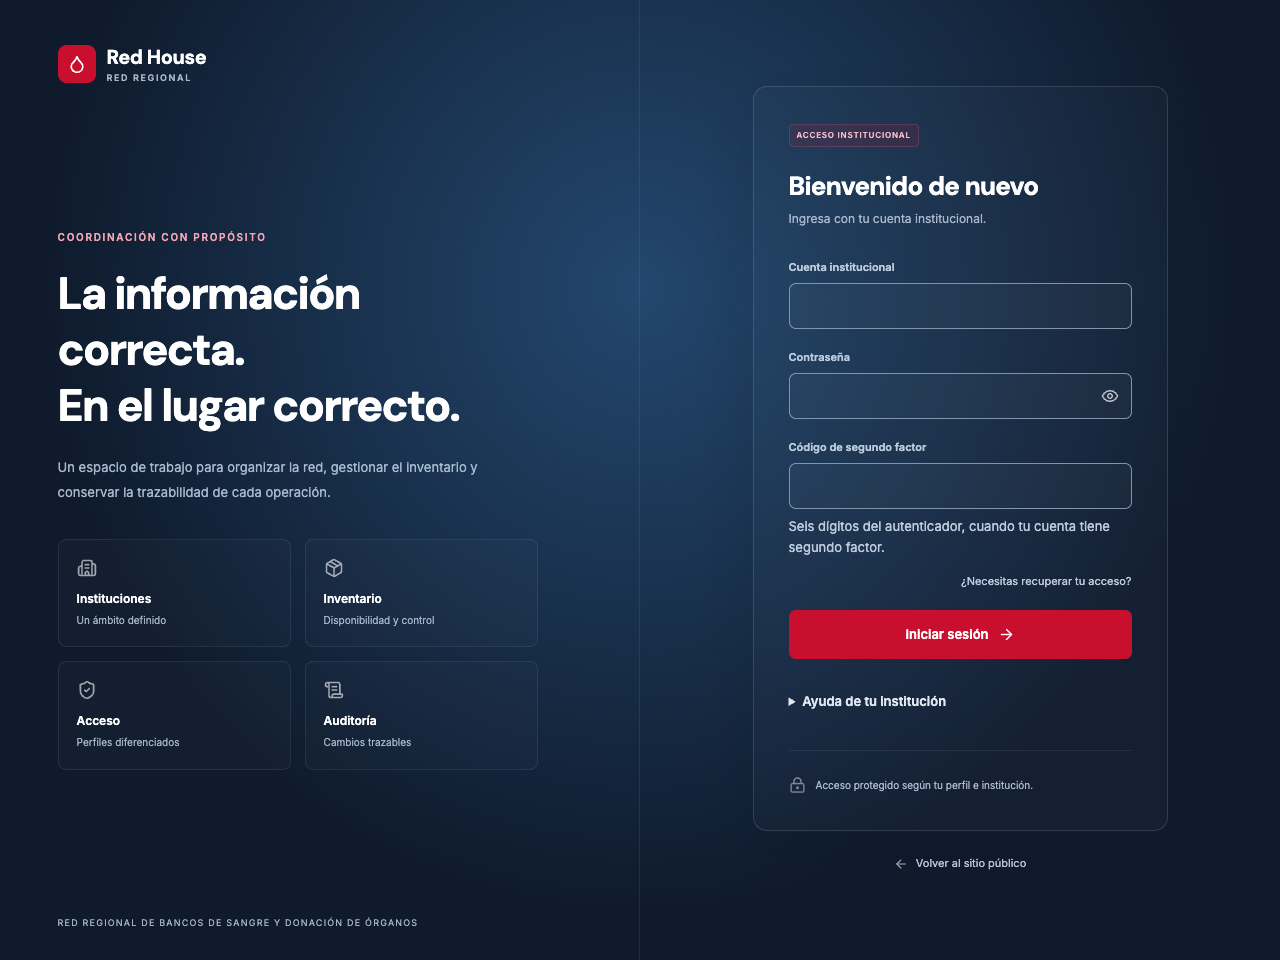 Red House
RED REGIONAL
COORDINACIÓN CON PROPÓSITO
La información
correcta.
En el lugar correcto.
Un espacio de trabajo para organizar la red, gestionar el inventario y
conservar la trazabilidad de cada operación.
Instituciones
Un ámbito definido
Inventario
Disponibilidad y control
Acceso
Perfiles diferenciados
Auditoría
Cambios trazables
RED REGIONAL DE BANCOS DE SANGRE Y DONACIÓN DE ÓRGANOS
ACCESO INSTITUCIONAL
Bienvenido de nuevo
Ingresa con tu cuenta institucional.
Cuenta institucional
Contraseña
Código de segundo factor
Seis dígitos del autenticador, cuando tu cuenta tiene
segundo factor.
¿Necesitas recuperar tu acceso?
Iniciar sesión
Ayuda de tu institución
Acceso protegido según tu perfil e institución.
Volver al sitio público